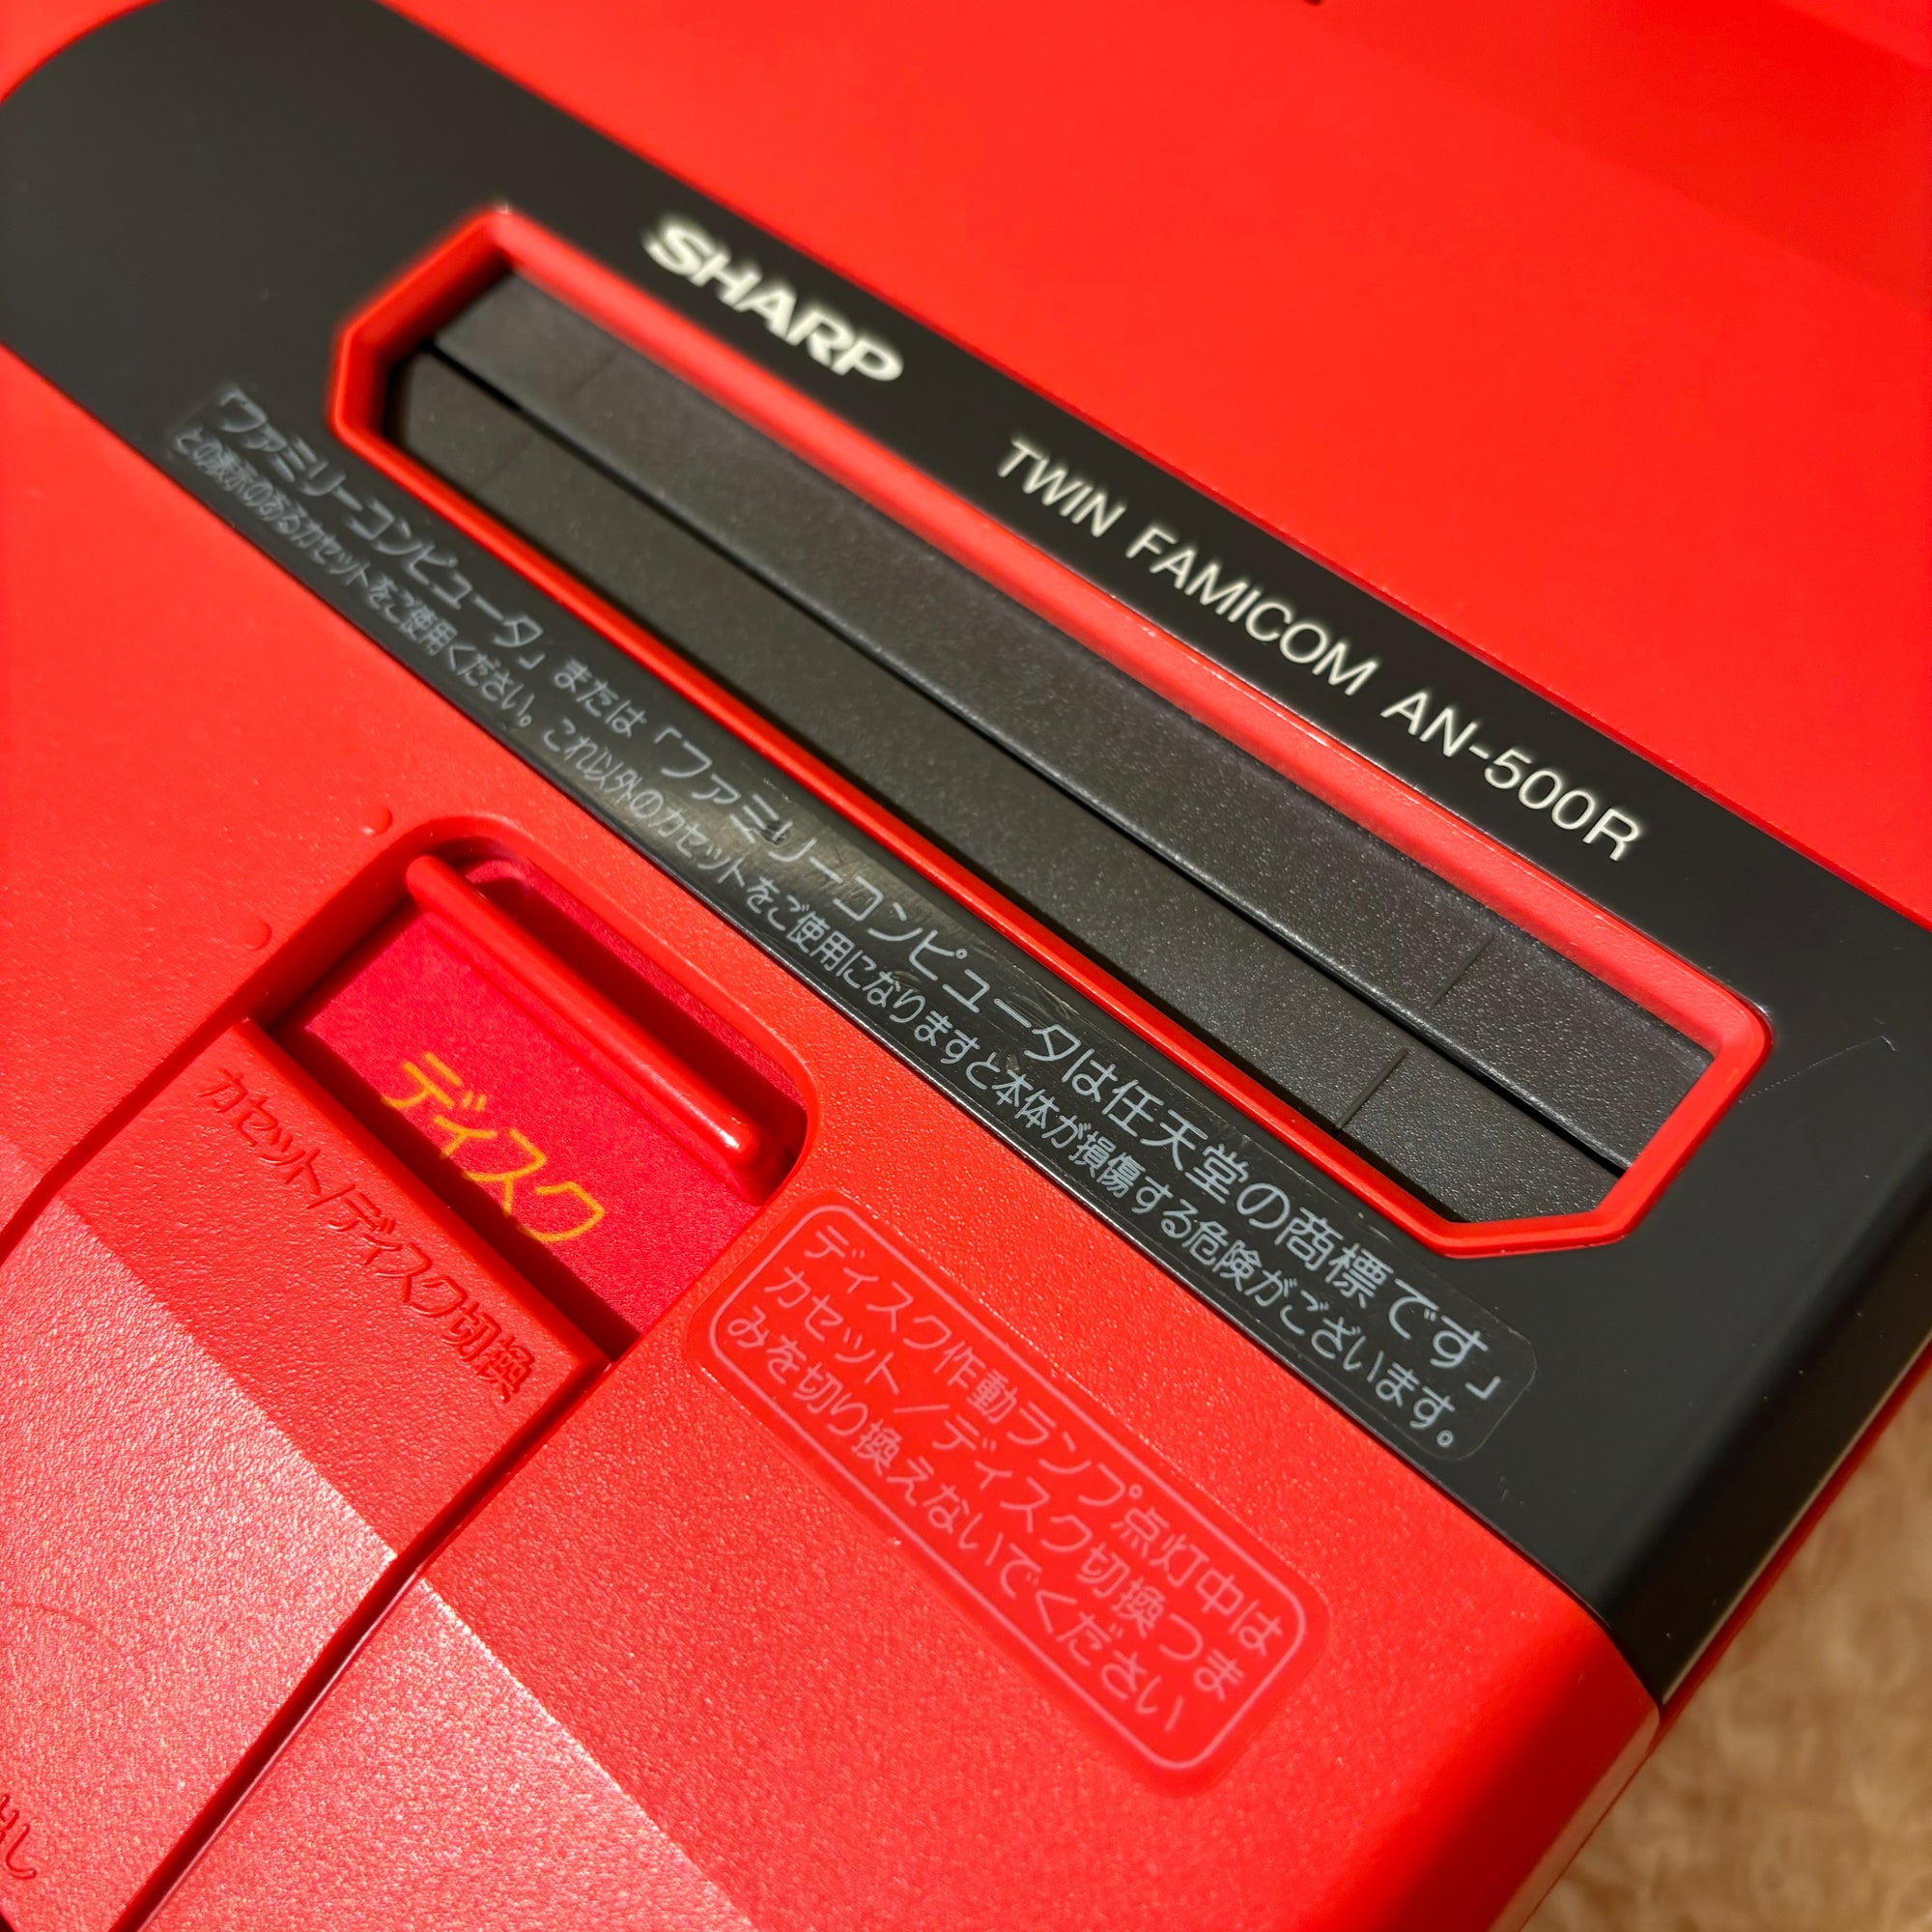 SHARP
TWIN FAMICOM AN-500R
「ファミリーコンピュータ」または「ファミリーコンピュータは任天堂の商標です」
との表示のあるカセットをご使用ください。これ以外のカセットをご使用になりますと本体が損傷する危険がございます。
ディスク
カセット/ディスク切換
ディスク作動ランプ点灯中は
カセット/ディスク切換つま
みを切り換えないでください